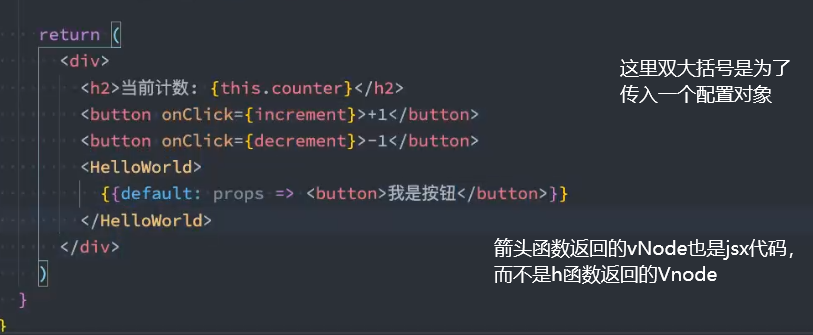 return (
<div>
<h2>当前计数: {this.counter}</h2>
<button onClick={increment}>+1</button>
<button onClick={decrement}>-1</button>
<HelloWorld>
{{default: props => <button>我是按钮</button>}}
</HelloWorld>
</div>
)
}
}
这里双大括号是为了
传入一个配置对象
箭头函数返回的vNode也是jsx代码，
而不是h函数返回的Vnode